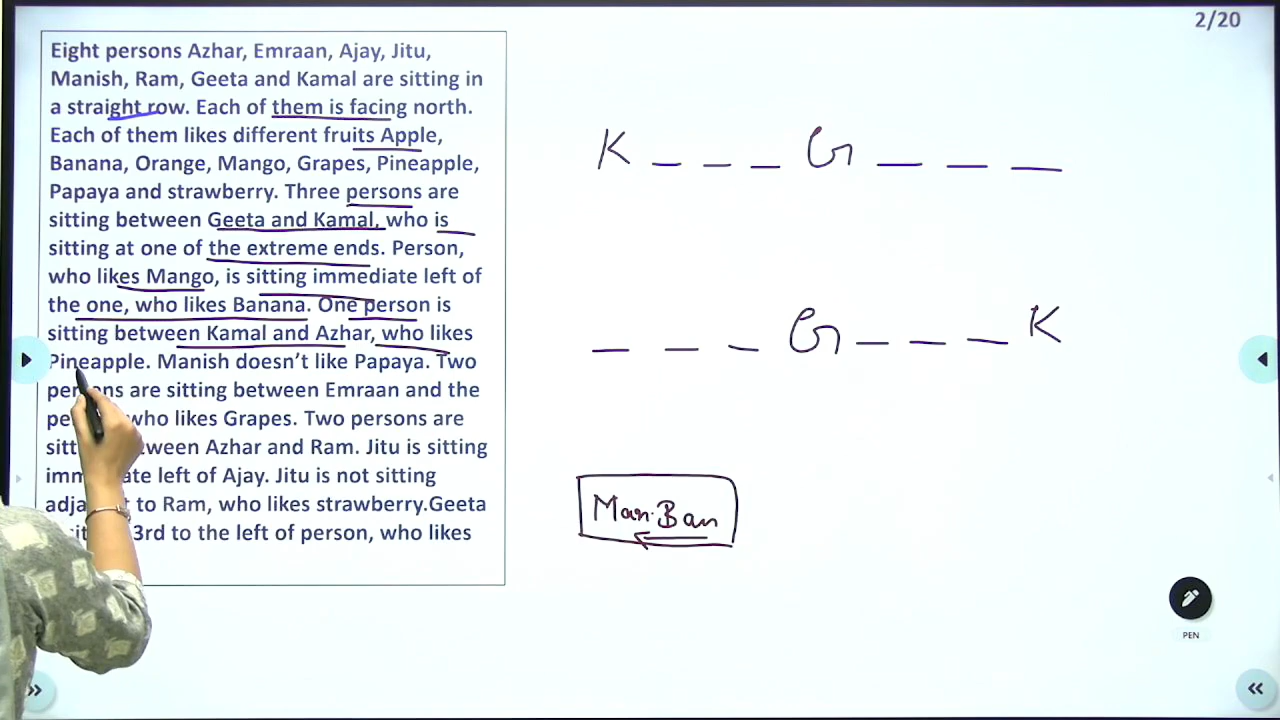 2/20
Eight persons Azhar, Emraan, Ajay, Jitu,
Manish, Ram, Geeta and Kamal are sitting in
a straight row. Each of them is facing north.
Each of them likes different fruits Apple,
Banana, Orange, Mango, Grapes, Pineapple,
Papaya and strawberry. Three persons are
sitting between Geeta and Kamal, who is
sitting at one of the extreme ends. Person,
who likes Mango, is sitting immediate left of
the one, who likes Banana. One person is
sitting between Kamal and Azhar, who likes
Pineapple. Manish doesn't like Papaya. Two
persons are sitting between Emraan and the
who likes Grapes. Two persons are
between Azhar and Ram. Jitu is sitting
left of Ajay. Jitu is not sitting
to Ram, who likes strawberry.Geeta
3rd to the left of person, who likes
K _ _ _ G _ _ _
_ _ _ G _ _ _ K
Man. Ban
PEN